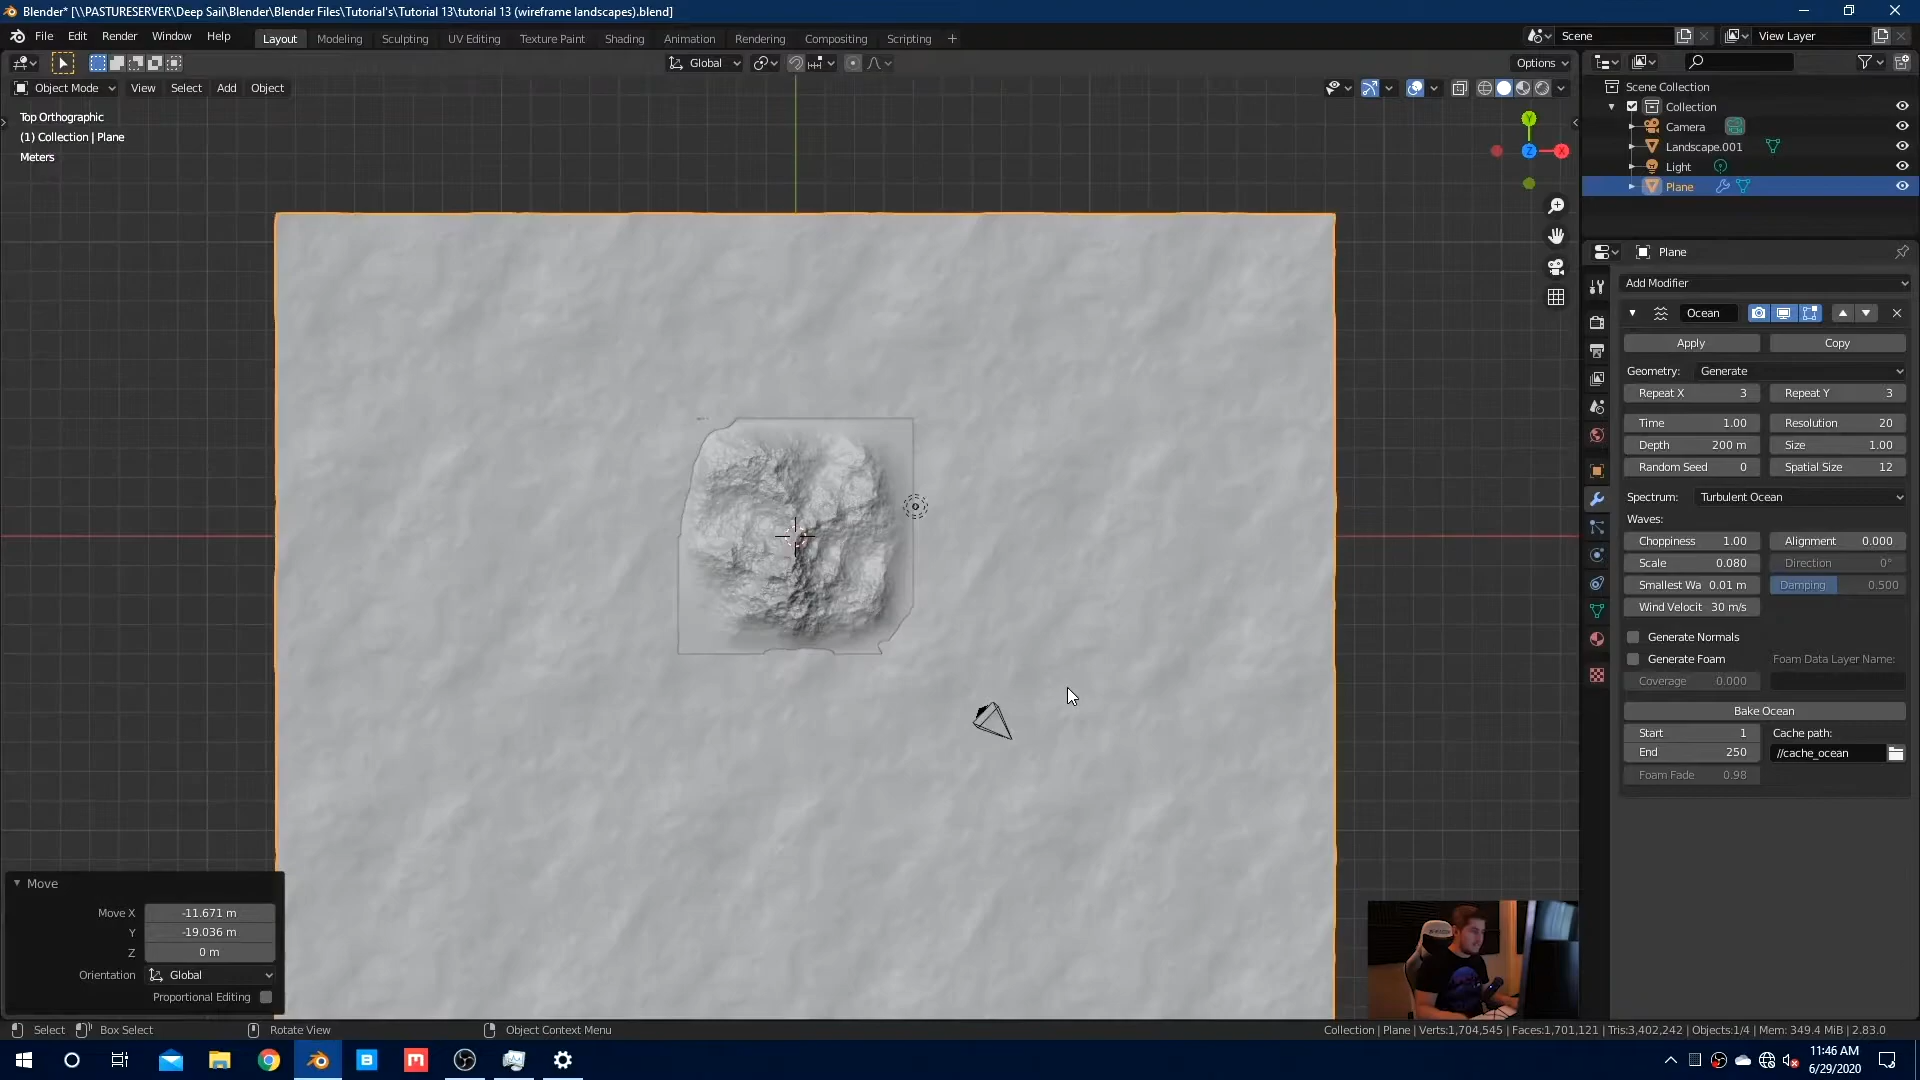 Blender* [\\PASTURESERVER\Deep Sail\Blender\Blender Files\Tutorial's\Tutorial 13\tutorial 13 (wireframe landscapes).blend]
File Edit Render Window Help Layout Modeling Sculpting UV Editing Texture Paint Shading Animation Rendering Compositing Scripting + Scene View Layer
Global Options
Object Mode View Select Add Object
Top Orthographic
(1) Collection | Plane
Meters
Y
Z X
Scene Collection
Collection
Camera
Landscape.001
Light
Plane
Plane
Add Modifier
Ocean
Apply Copy
Geometry: Generate
Repeat X 3 Repeat Y 3
Time 1.00 Resolution 20
Depth 200 m Size 1.00
Random Seed 0 Spatial Size 12
Spectrum: Turbulent Ocean
Waves:
Choppiness 1.00 Alignment 0.000
Scale 0.080 Direction 0°
Smallest Wa 0.01 m Damping 0.500
Wind Velocit 30 m/s
Generate Normals
Generate Foam Foam Data Layer Name:
Coverage 0.000
Bake Ocean
Start 1 Cache path:
End 250 //cache_ocean
Foam Fade 0.98
Move
Move X -11.671 m
Y -19.036 m
Z 0 m
Orientation Global
Proportional Editing
Select Box Select Rotate View Object Context Menu Collection | Plane | Verts:1,704,545 | Faces:1,701,121 | Tris:3,402,242 | Objects:1/4 | Mem: 349.4 MiB | 2.83.0
11:46 AM
6/29/2020